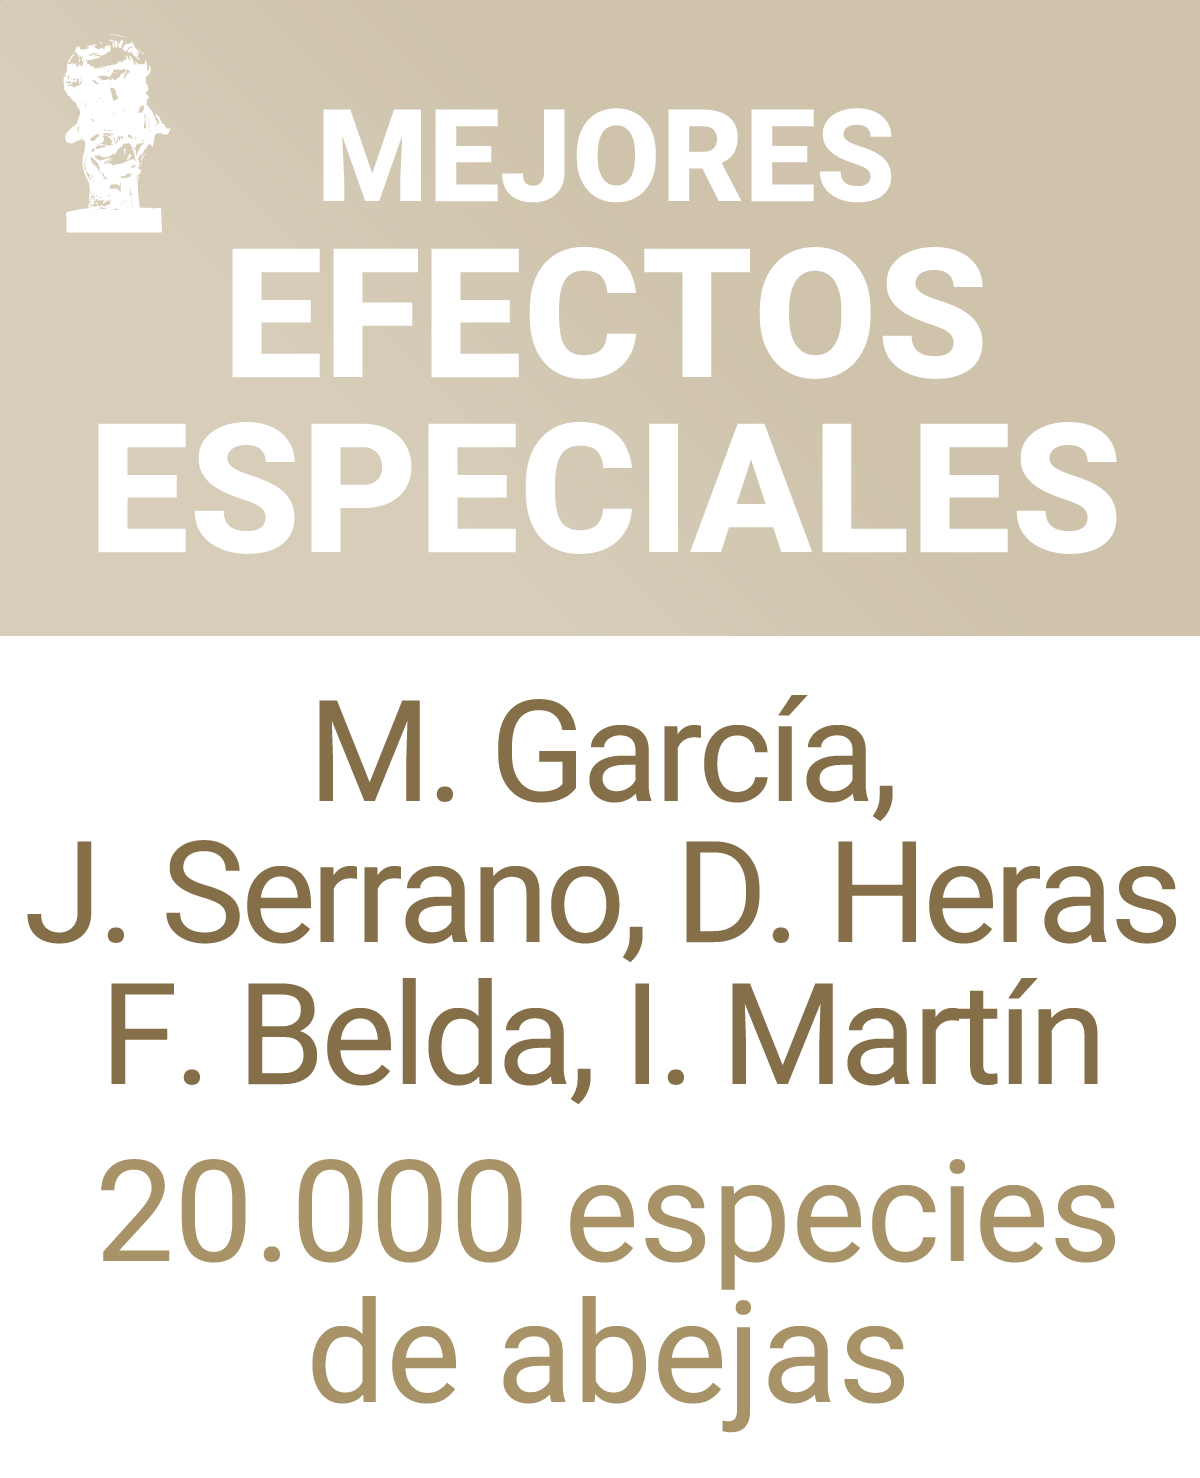 MEJORES
EFECTOS
ESPECIALES
M. García,
J. Serrano, D. Heras
F. Belda, I. Martín
20.000 especies
de abejas